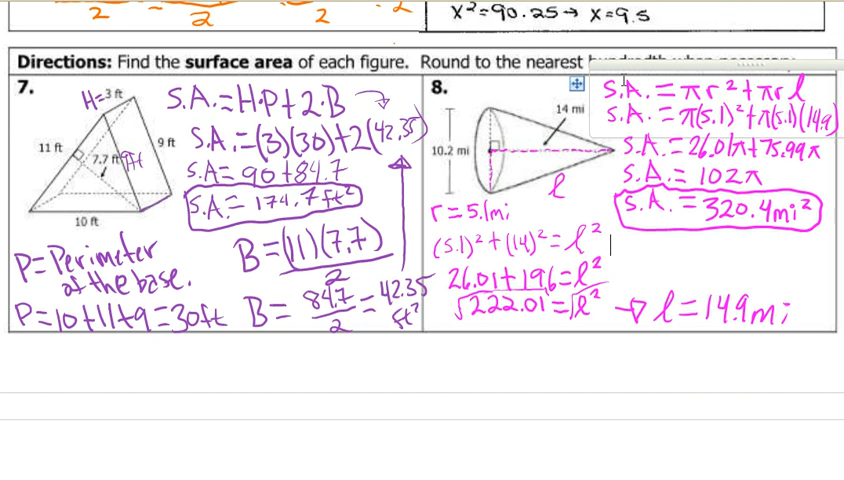 2
2
2
2
x²=90.25→ x=9.5
Directions: Find the surface area of each figure. Round to the nearest
7.
H=3 ft
11 ft
9 ft
7.7 ft
9ft
10 ft
S.A.=H·P+2·B
S.A.=(3)(30)+2(42.35)
S.A=90+84.7
S.A.=174.7ft²
P=Perimeter
of the base.
P=10+11+9=30ft
B=(11)(7.7)
2
B=84.7=42.35
2
ft²
8.
14 mi
10.2 mi
l
S.A.=πr²+πrl
S.A.=π(5.1)²+π(5.1)(14.9)
S.A.=26.01π+75.99π
S.A.=102π
S.A.=320.4mi²
r=5.1mi
(5.1)²+(14)²=l²
26.01+196=l²
√222.01=√l² → l=14.9mi